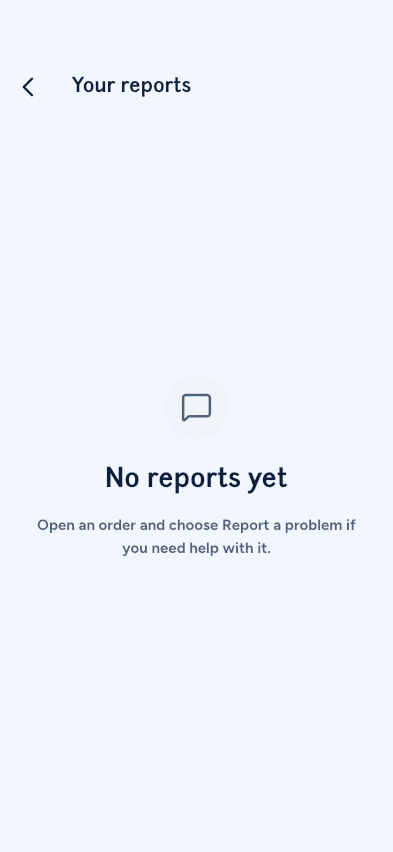 Your reports
No reports yet
Open an order and choose Report a problem if
you need help with it.